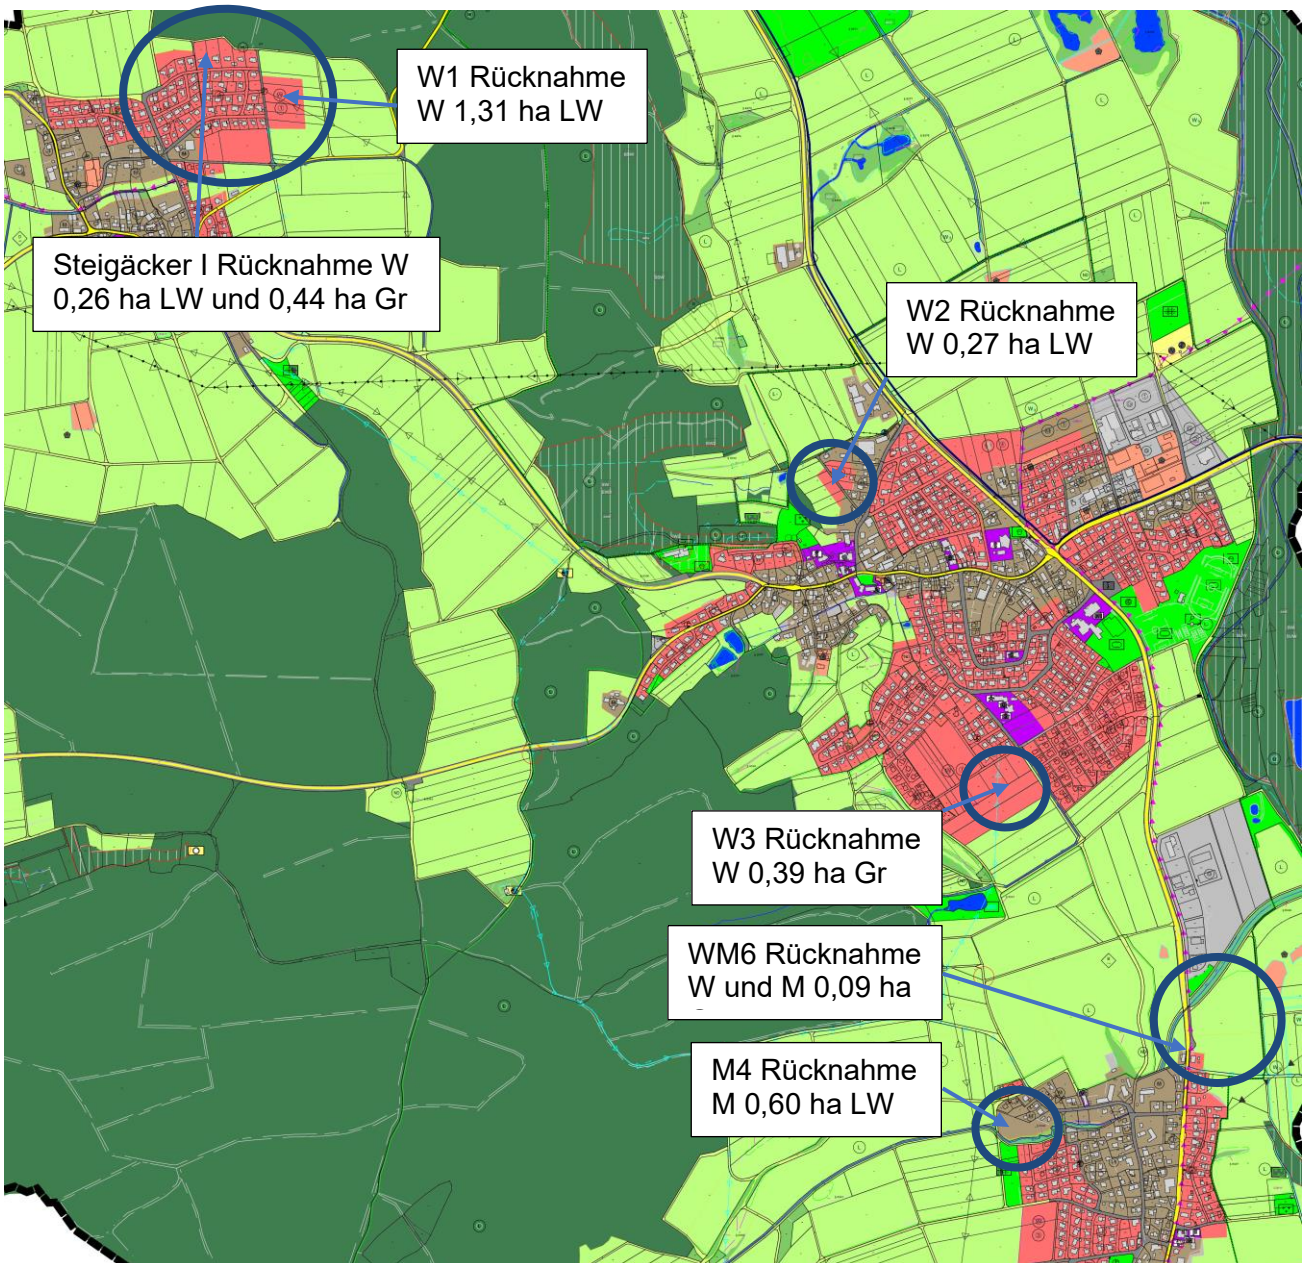 W1 Rücknahme
W 1,31 ha LW
Steigäcker I Rücknahme W
0,26 ha LW und 0,44 ha Gr
W2 Rücknahme
W 0,27 ha LW
W3 Rücknahme
W 0,39 ha Gr
WM6 Rücknahme
W und M 0,09 ha
M4 Rücknahme
M 0,60 ha LW